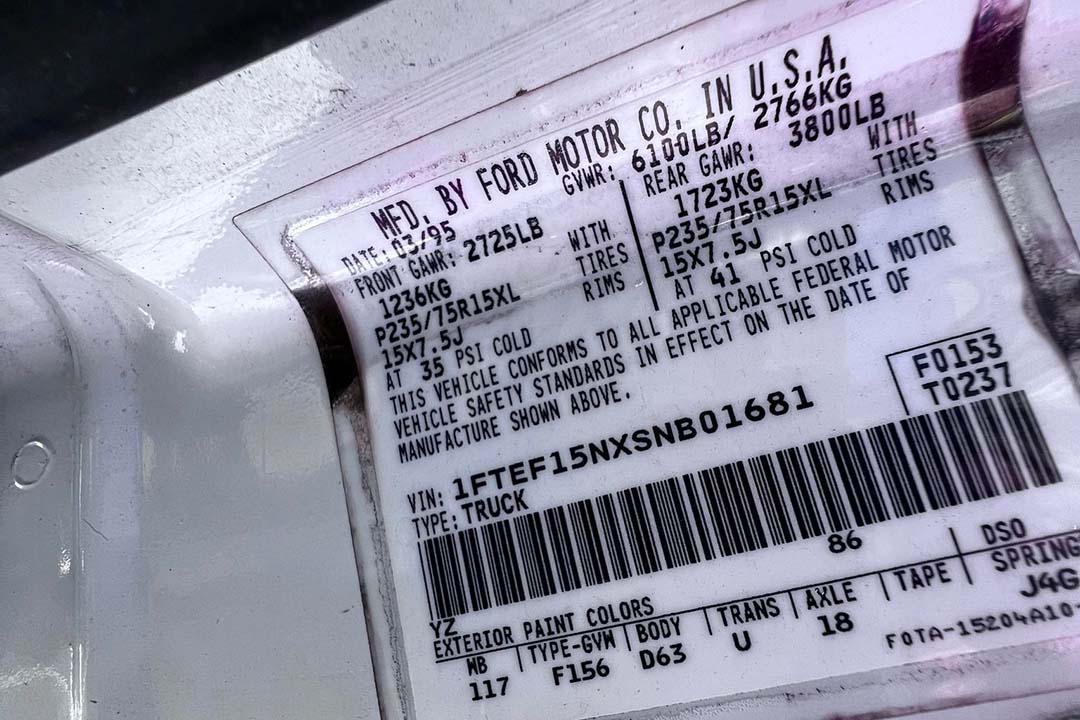 MFD. BY FORD MOTOR CO. IN U.S.A.
DATE: 03/95 GVWR: 6100LB/ 2766KG
FRONT GAWR: 2725LB REAR GAWR: 3800LB
1236KG WITH 1723KG WITH
P235/75R15XL TIRES P235/75R15XL TIRES
15X7.5J RIMS 15X7.5J RIMS
AT 35 PSI COLD AT 41 PSI COLD
THIS VEHICLE CONFORMS TO ALL APPLICABLE FEDERAL MOTOR
VEHICLE SAFETY STANDARDS IN EFFECT ON THE DATE OF
MANUFACTURE SHOWN ABOVE.
F0153
T0237
VIN: 1FTEF15NXSNB01681
TYPE: TRUCK
YZ 86
EXTERIOR PAINT COLORS DSO
WB TYPE-GVW BODY TRANS AXLE TAPE SPRING
117 F156 D63 U 18 J4G
F0TA-15204A10-